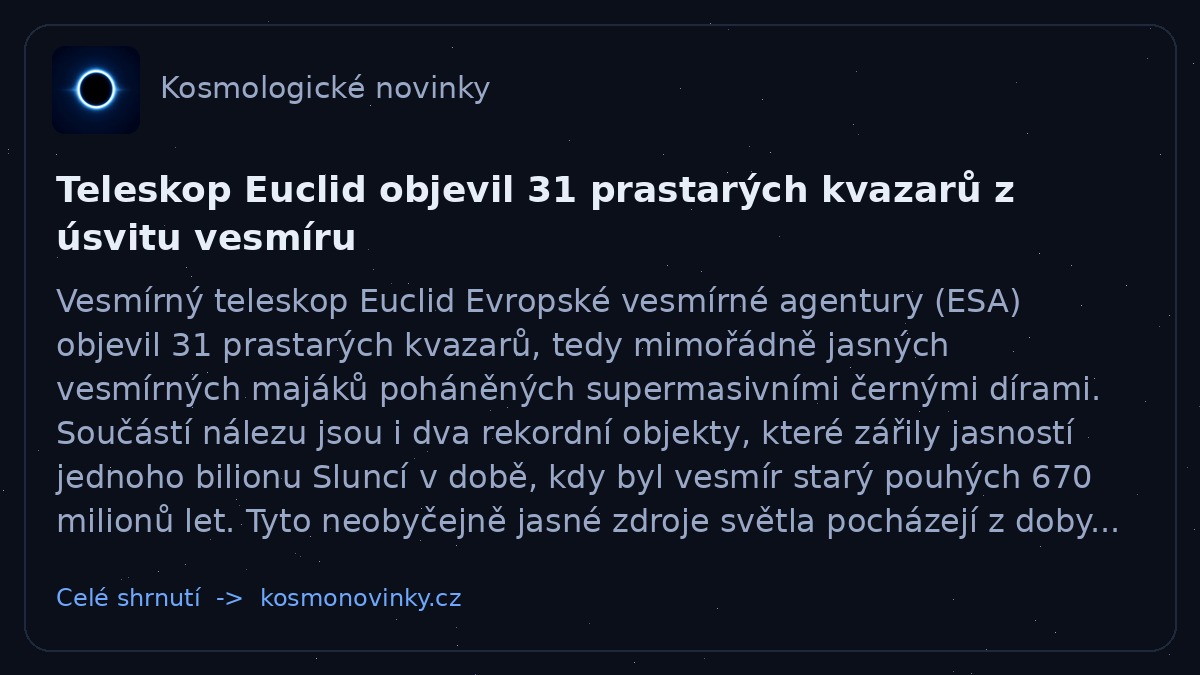 Kosmologické novinky
Teleskop Euclid objevil 31 prastarých kvazarů z
úsvitu vesmíru
Vesmírný teleskop Euclid Evropské vesmírné agentury (ESA)
objevil 31 prastarých kvazarů, tedy mimořádně jasných
vesmírných majáků poháněných supermasivními černými dírami.
Součástí nálezu jsou i dva rekordní objekty, které zářily jasností
jednoho bilionu Sluncí v době, kdy byl vesmír starý pouhých 670
milionů let. Tyto neobyčejně jasné zdroje světla pocházejí z doby...
Celé shrnutí -> kosmonovinky.cz